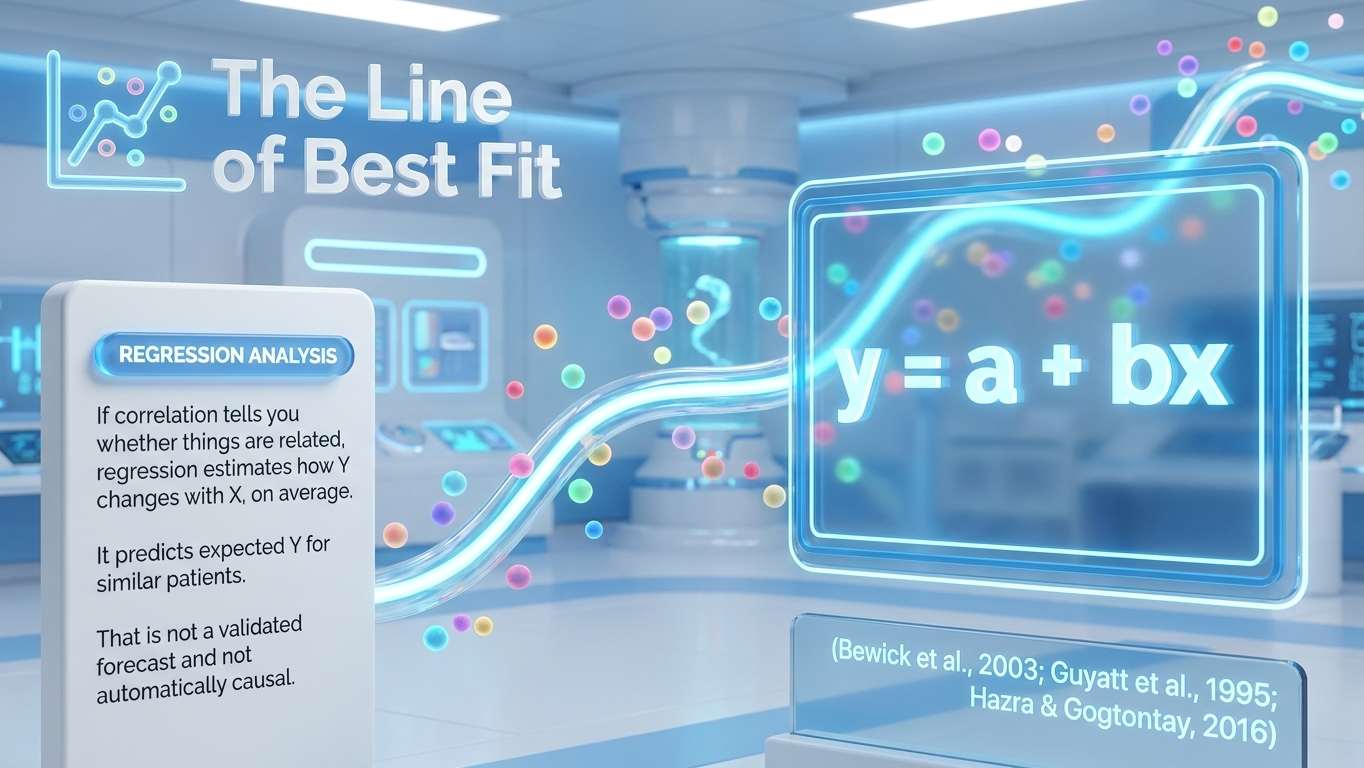 The Line
of Best Fit
REGRESSION ANALYSIS
If correlation tells you
whether things are related,
regression estimates how Y
changes with X, on average.
It predicts expected Y for
similar patients.
That is not a validated
forecast and not
automatically causal.
y = a + bx
(Bewick et al., 2003; Guyatt et al., 1995;
Hazra & Gogtontay, 2016)